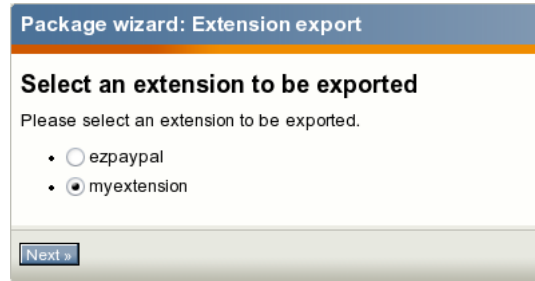 Package wizard: Extension export
Select an extension to be exported
Please select an extension to be exported.
ezpaypal
myextension
Next »